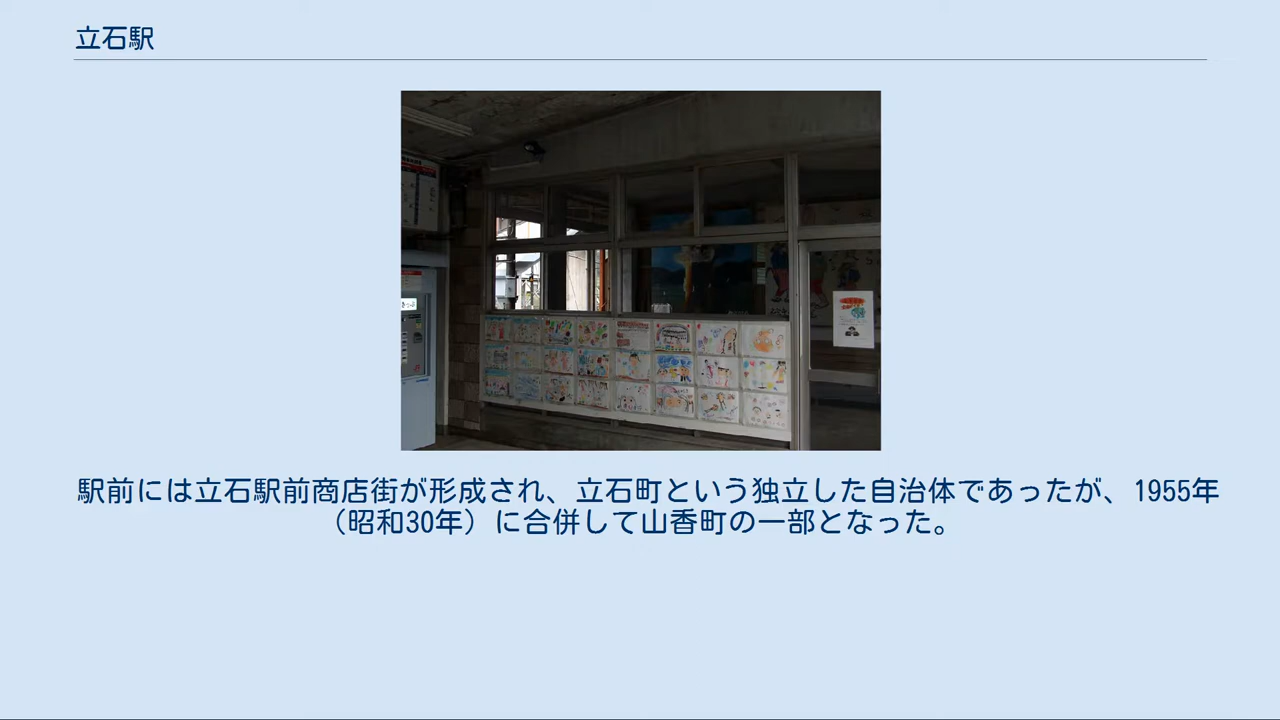 立石駅
駅前には立石駅前商店街が形成され、立石町という独立した自治体であったが、1955年
（昭和30年）に合併して山香町の一部となった。